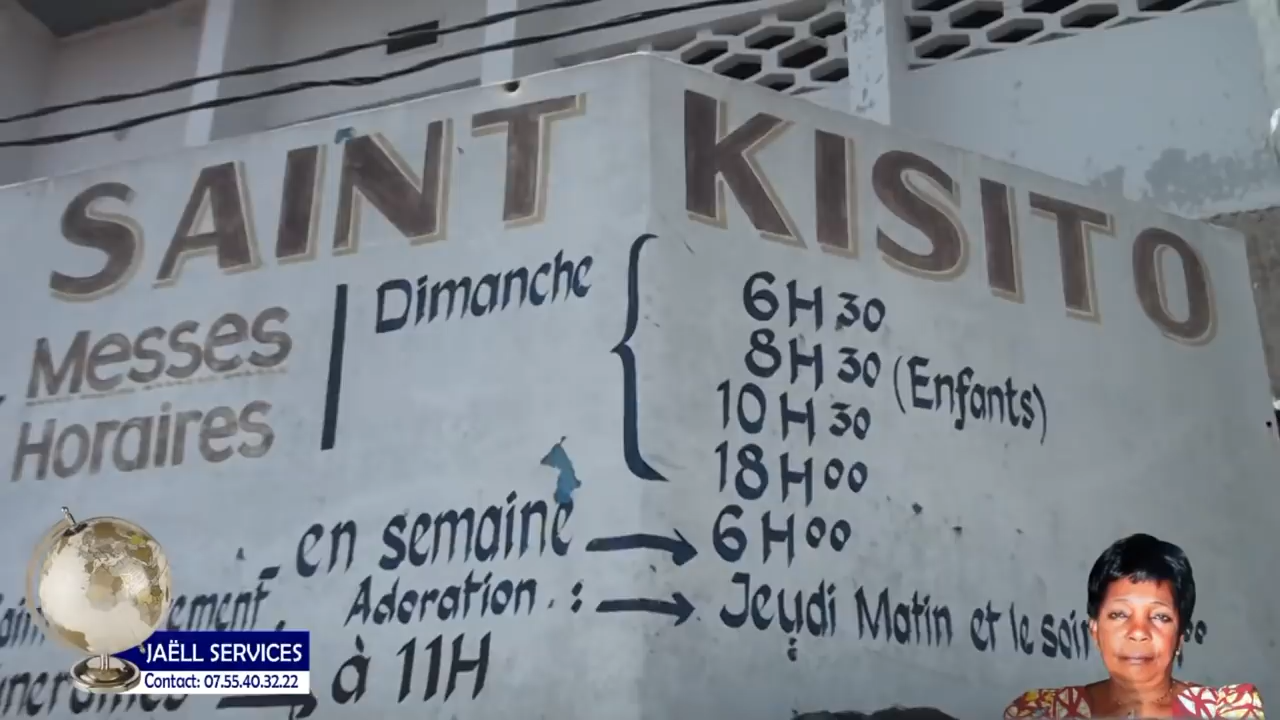 SAINT KISITO
Messes
Horaires
Dimanche
6H30
8H30 (Enfants)
10H30
18H00
_ en semaine → 6H00
Adoration : → Jeudi Matin et le soir
à 11H
JAËLL SERVICES
Contact: 07.55.40.32.22